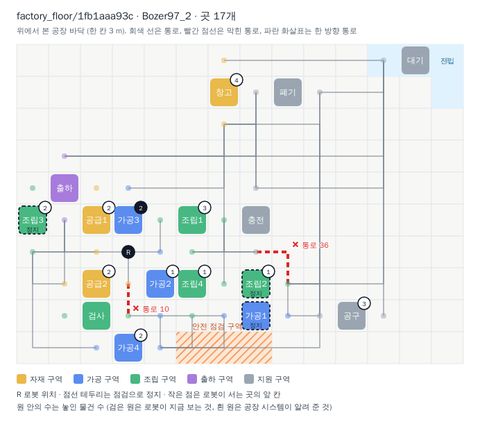 factory_floor/1fb1aaa93c · Bozer97_2 · 곳 17개
위에서 본 공장 바닥 (한 칸 3 m). 회색 선은 통로, 빨간 점선은 막힌 통로, 파란 화살표는 한 방향 통로
대기
전입
4
창고
폐기
출하
2
조립3
정지
2
공급1
2
가공3
3
조립1
충전
R
✕ 통로 36
2
공급2
1
가공2
1
조립4
1
조립2
정지
✕ 통로 10
검사
가공1
정지
3
공구
안전 점검 구역
2
가공4
자재 구역
가공 구역
조립 구역
출하 구역
지원 구역
R 로봇 위치 · 점선 테두리는 점검으로 정지 · 작은 점은 로봇이 서는 곳의 앞 칸
원 안의 수는 놓인 물건 수 (검은 원은 로봇이 지금 보는 것, 흰 원은 공장 시스템이 알려 준 것)